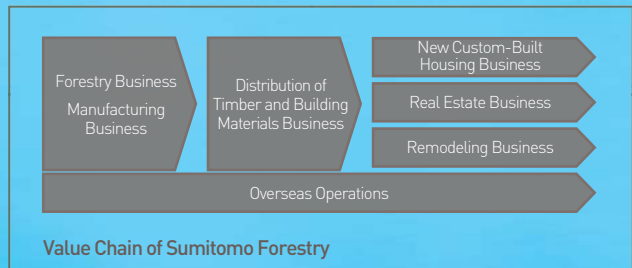 Forestry Business
Manufacturing
Business
Distribution of
Timber and Building
Materials Business
New Custom-Built
Housing Business
Real Estate Business
Remodeling Business
Overseas Operations
Value Chain of Sumitomo Forestry